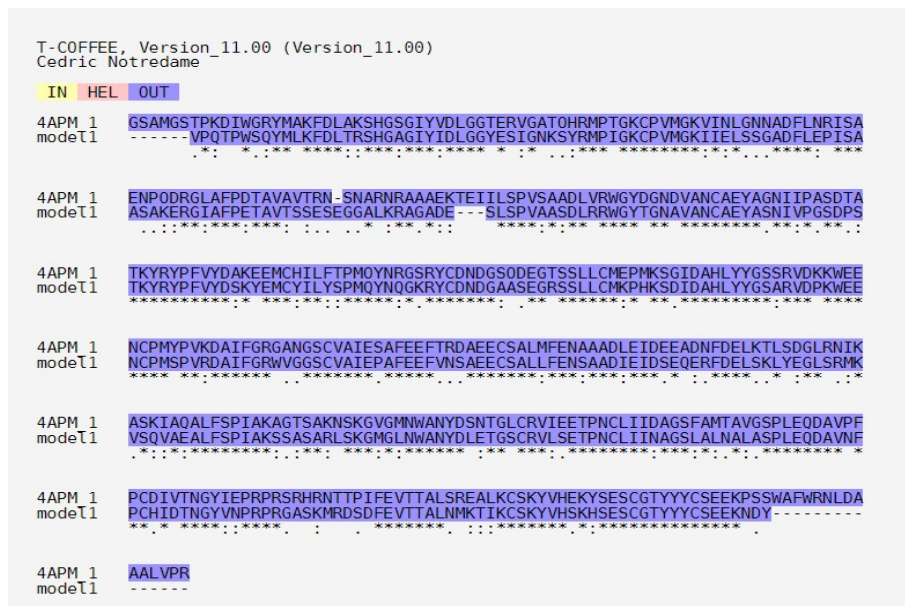 T-COFFEE, Version_11.00 (Version_11.00)
Cedric Notredame
IN HEL OUT
4APM_1 GSAMGSTPKDIWGRYMAKFDLAKSHGSGIYVDLGGTERVGATOHRMPTGKCPVMGKVINLGNNADFLNRISA
model1 ------VPQTPWSQYMLKFDLTRSHGAGIYIDLGGYESIGNKSYRMPIGKCPVMGKIIELSSGADFLEPISA
.*: *.:** ****::***:***:**** * :* ..:*** ********:*:*...****: ***
4APM_1 ENPODRGLAFPDTAVAVTRN-SNARNRAAAEKTEIILSPVSAADLVRWGYDGNDVANCAEYAGNIIPASDTA
model1 ASAKERGIAFPETAVTSSESEGGALKRAGADE---SLSPVAASDLRRWGYTGNAVANCAEYASNIVPGSDPS
..::**:***:***: :.. ..* :**.*:: ****:*:** **** ** ********.**:*.**.:
4APM_1 TKYRYPFVYDAKEEMCHILFTPMOYNRGSRYCDNDGSODEGTSSLLCMEPMKSGIDAHLYYGSSRVDKKWEE
model1 TKYRYPFVYDSKYEMCYILYSPMQYNQGKRYCDNDGAASEGRSSLLCMKPHKSDIDAHLYYGSARVDPKWEE
**********:* ***:**::*****:*.*******: .** ******:* **.*********:*** ****
4APM_1 NCPMYPVKDAIFGRGANGSCVAIESAFEEFTRDAEECSALMFENAAADLEIDEEADNFDELKTLSDGLRNIK
model1 NCPMSPVRDAIFGRWVGGSCVAIEPAFEEFVNSAEECSALLFENSAADIEIDSEQERFDELSKLYEGLSRMK
**** **:****** ..*******.*****...*******:***:***:***.* :.****..* :** .:*
4APM_1 ASKIAQALFSPIAKAGTSAKNSKGVGMNWANYDSNTGLCRVIEETPNCLIIDAGSFAMTAVGSPLEQDAVPF
model1 VSQVAEALFSPIAKSSASARLSKGMGLNWANYDLETGSCRVLSETPNCLIINAGSLALNALASPLEQDAVNF
.*::*:********:.:**: ***:*:****** :** ***:.********:***:*:.*:.******** *
4APM_1 PCDIVTNGYIEPRPRSRHRNTTPIFEVTTALSREALKCSKYVHEKYSESCGTYYYCSEEKPSSWAFWRNLDA
model1 PCHIDTNGYVNPRPRGASKMRDSDFEVTTALNMKTIKCSKYVHSKHSESCGTYYYCSEEKNDY---------
**.* ****::****. : . *******. :::*******.*:************** .
4APM_1 AALVPR
model1 ------